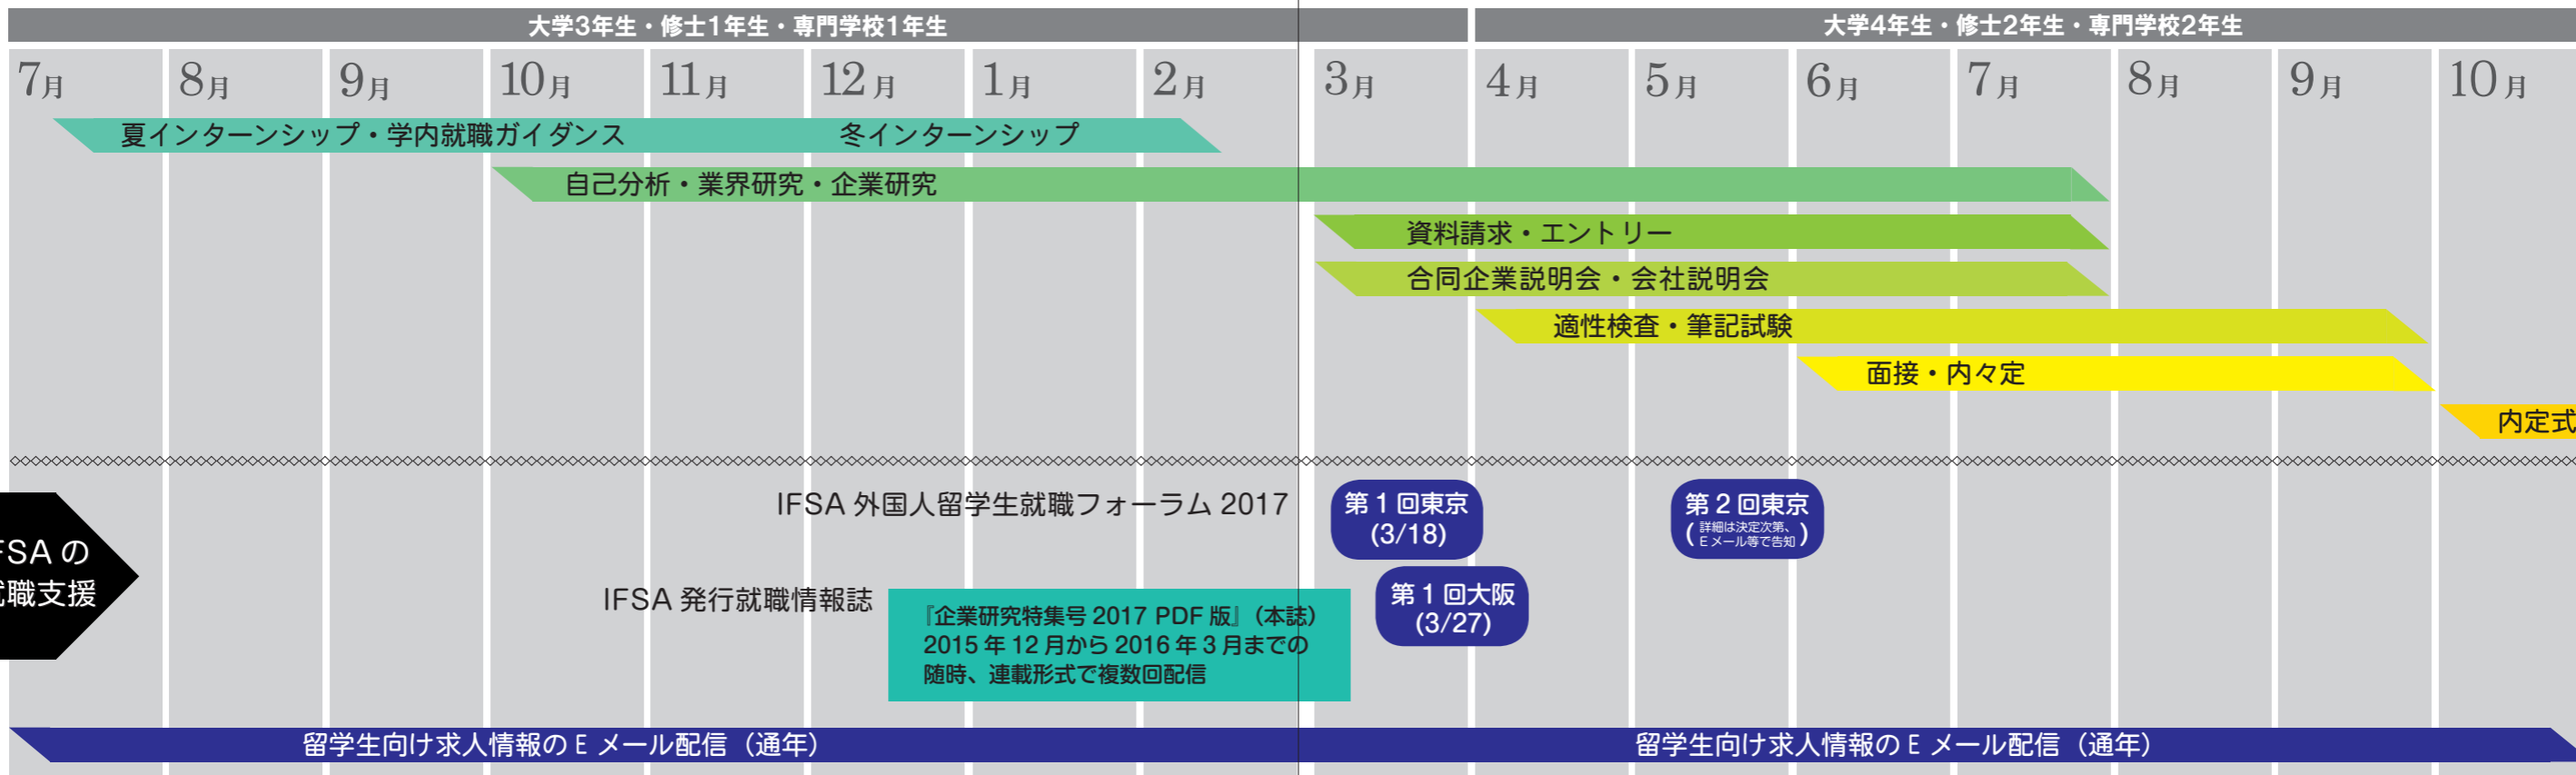 大学3年生・修士1年生・専門学校1年生
大学4年生・修士2年生・専門学校2年生
7月
8月
9月
10月
11月
12月
1月
2月
3月
4月
5月
6月
7月
8月
9月
10月
夏インターンシップ・学内就職ガイダンス
冬インターンシップ
自己分析・業界研究・企業研究
資料請求・エントリー
合同企業説明会・会社説明会
適性検査・筆記試験
面接・内々定
内定式
IFSA 外国人留学生就職フォーラム 2017
第1回東京
(3/18)
第2回東京
(詳細は決定次第、
Eメール等で告知)
FSA の
就職支援
IFSA 発行就職情報誌
『企業研究特集号 2017 PDF 版』(本誌)
2015 年 12 月から 2016 年 3 月までの
随時、連載形式で複数回配信
第1回大阪
(3/27)
留学生向け求人情報の E メール配信(通年)
留学生向け求人情報の E メール配信(通年)